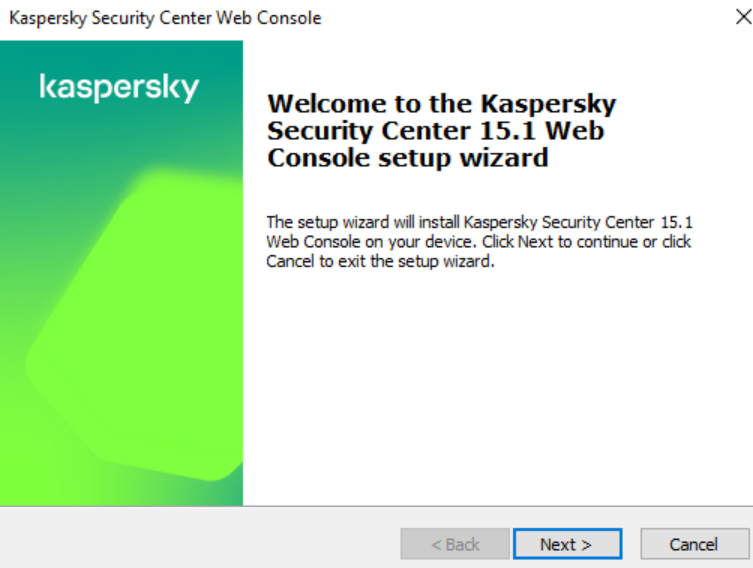 Kaspersky Security Center Web Console
kaspersky
Welcome to the Kaspersky
Security Center 15.1 Web
Console setup wizard
The setup wizard will install Kaspersky Security Center 15.1
Web Console on your device. Click Next to continue or click
Cancel to exit the setup wizard.
< Back
Next >
Cancel